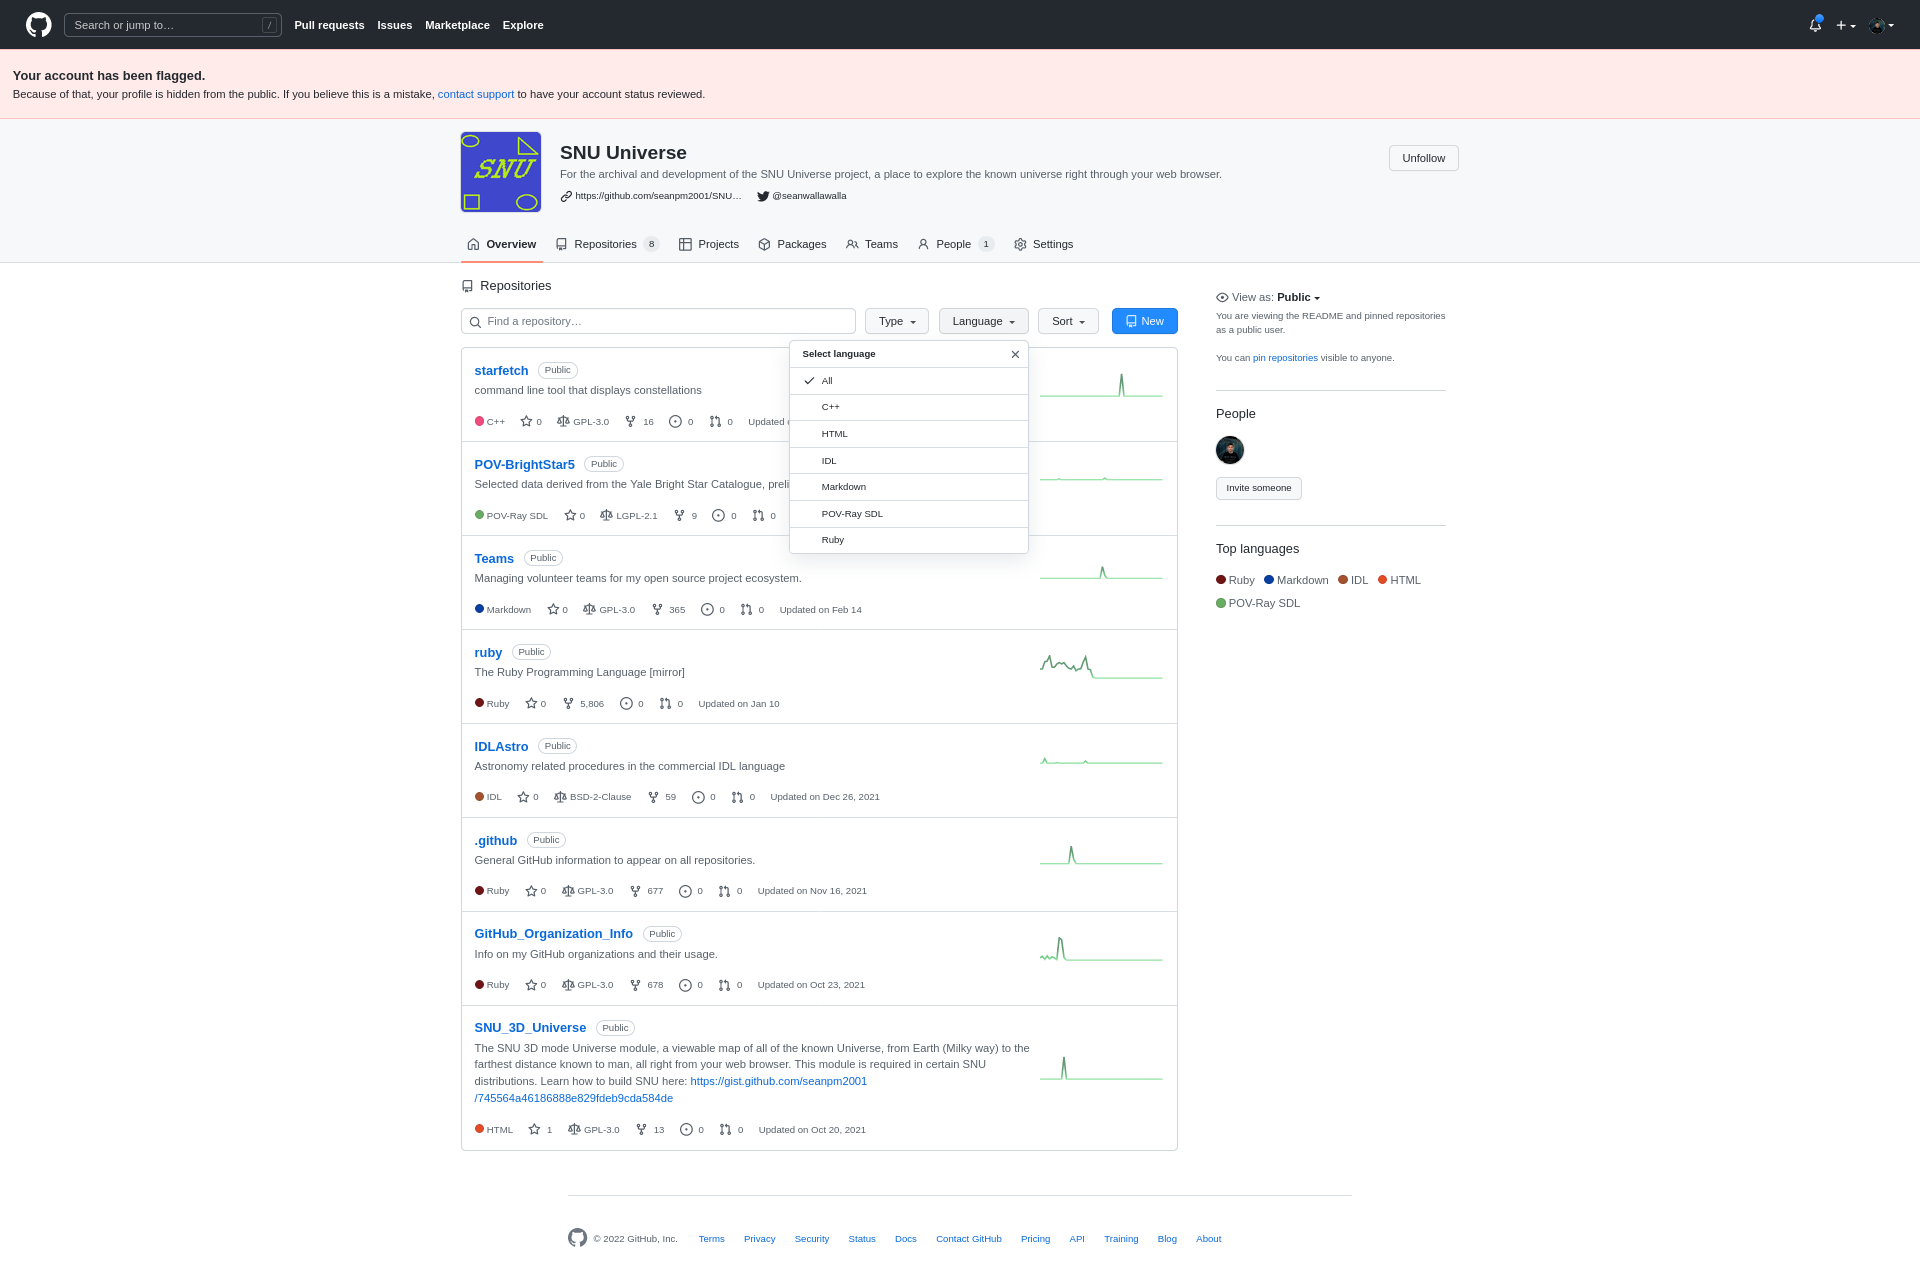 Search or jump to… /
Pull requests Issues Marketplace Explore
Your account has been flagged.
Because of that, your profile is hidden from the public. If you believe this is a mistake, contact support to have your account status reviewed.
SNU
SNU Universe
For the archival and development of the SNU Universe project, a place to explore the known universe right through your web browser.
https://github.com/seanpm2001/SNU… @seanwallawalla
Unfollow
Overview Repositories 8 Projects Packages Teams People 1 Settings
Repositories
Find a repository…
Type Language Sort New
Select language
All
C++
HTML
IDL
Markdown
POV-Ray SDL
Ruby
starfetch Public
command line tool that displays constellations
C++ 0 GPL-3.0 16 0 0 Updated
POV-BrightStar5 Public
Selected data derived from the Yale Bright Star Catalogue, preli
POV-Ray SDL 0 LGPL-2.1 9 0 0
Teams Public
Managing volunteer teams for my open source project ecosystem.
Markdown 0 GPL-3.0 365 0 0 Updated on Feb 14
ruby Public
The Ruby Programming Language [mirror]
Ruby 0 5,806 0 0 Updated on Jan 10
IDLAstro Public
Astronomy related procedures in the commercial IDL language
IDL 0 BSD-2-Clause 59 0 0 Updated on Dec 26, 2021
.github Public
General GitHub information to appear on all repositories.
Ruby 0 GPL-3.0 677 0 0 Updated on Nov 16, 2021
GitHub_Organization_Info Public
Info on my GitHub organizations and their usage.
Ruby 0 GPL-3.0 678 0 0 Updated on Oct 23, 2021
SNU_3D_Universe Public
The SNU 3D mode Universe module, a viewable map of all of the known Universe, from Earth (Milky way) to the
farthest distance known to man, all right from your web browser. This module is required in certain SNU
distributions. Learn how to build SNU here: https://gist.github.com/seanpm2001
/745564a46186888e829fdeb9cda584de
HTML 1 GPL-3.0 13 0 0 Updated on Oct 20, 2021
View as: Public
You are viewing the README and pinned repositories
as a public user.
You can pin repositories visible to anyone.
People
Invite someone
Top languages
Ruby Markdown IDL HTML
POV-Ray SDL
© 2022 GitHub, Inc. Terms Privacy Security Status Docs Contact GitHub Pricing API Training Blog About